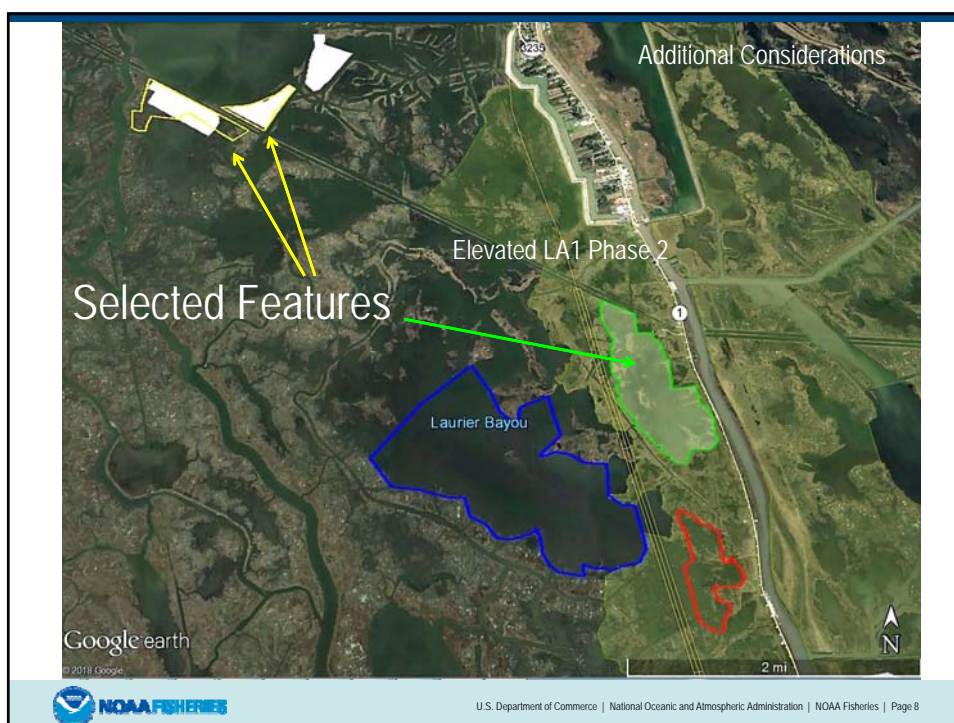 Additional Considerations
Elevated LA1 Phase 2
Selected Features
1
Laurier Bayou
Google earth
© 2018 Google
N
2 mi
NOAA FISHERIES
U.S. Department of Commerce | National Oceanic and Atmospheric Administration | NOAA Fisheries | Page 8